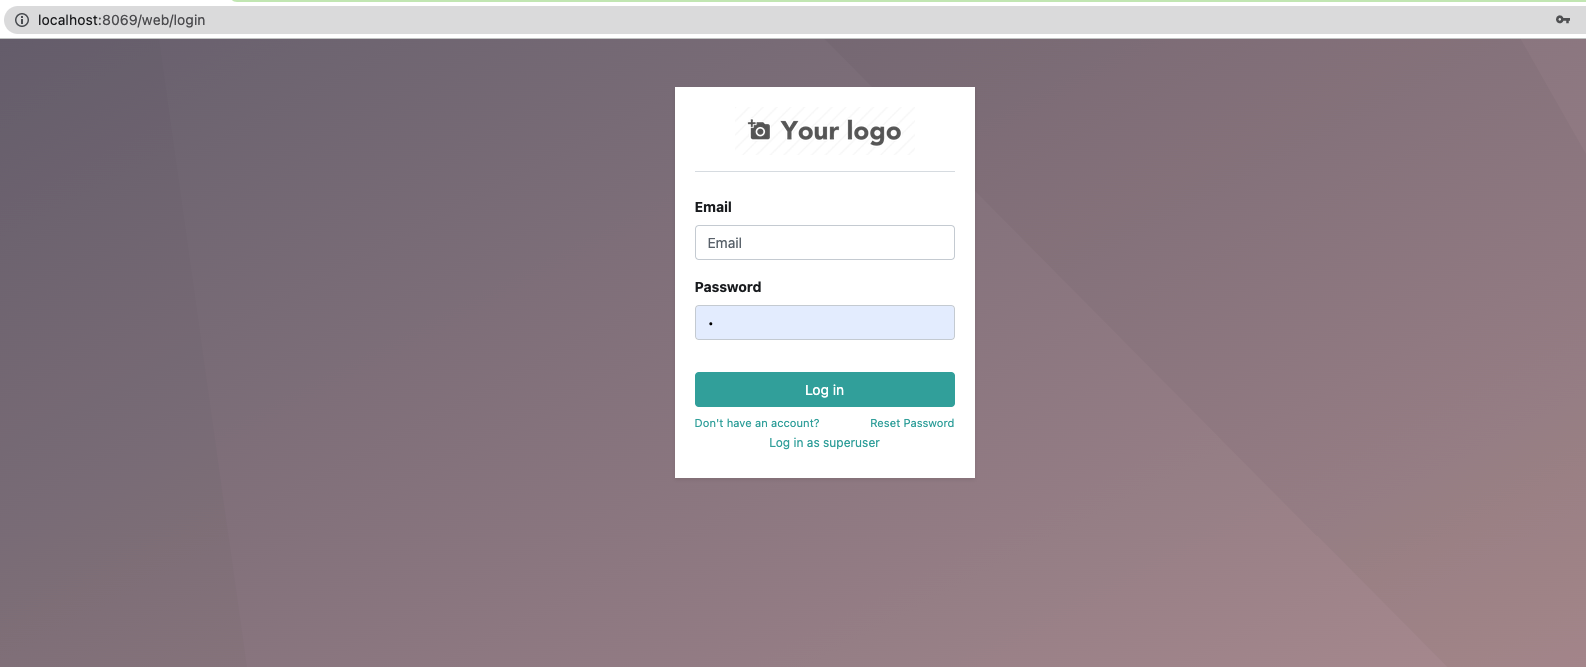 localhost:8069/web/login
Your logo
Email
Email
Password
Log in
Don't have an account? Reset Password
Log in as superuser